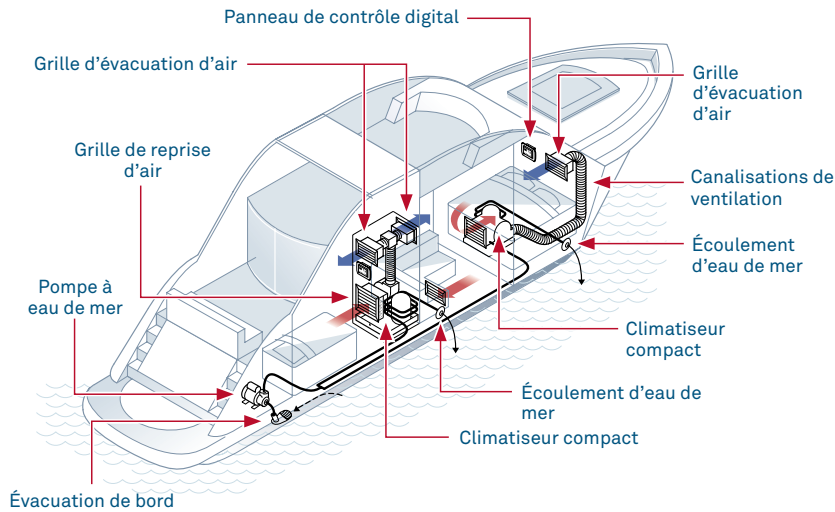 Panneau de contrôle digital
Grille d'évacuation d'air
Grille
d'évacuation
d'air
Grille de reprise
d'air
Canalisations de
ventilation
Écoulement
d'eau de mer
Pompe à
eau de mer
Climatiseur
compact
Écoulement d'eau de
mer
Climatiseur compact
Évacuation de bord